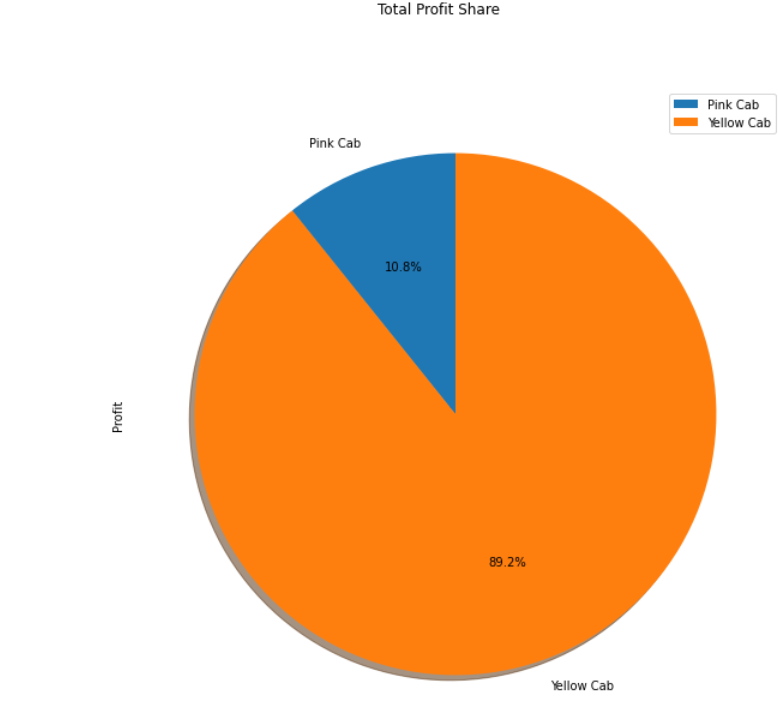 Total Profit Share
Pink Cab
Yellow Cab
Pink Cab
10.8%
Profit
89.2%
Yellow Cab